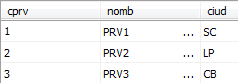 cprv nomb ciud
1 PRV1 ... SC
2 PRV2 ... LP
3 PRV3 ... CB